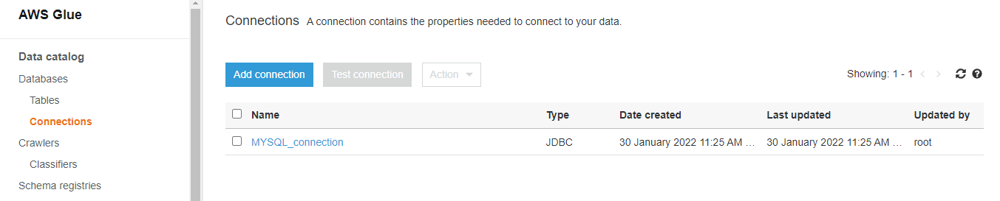 AWS Glue
Data catalog
Databases
Tables
Connections
Crawlers
Classifiers
Schema registries
Connections A connection contains the properties needed to connect to your data.
Add connection Test connection Action Showing: 1 - 1
Name Type Date created Last updated Updated by
MYSQL_connection JDBC 30 January 2022 11:25 AM ... 30 January 2022 11:25 AM ... root